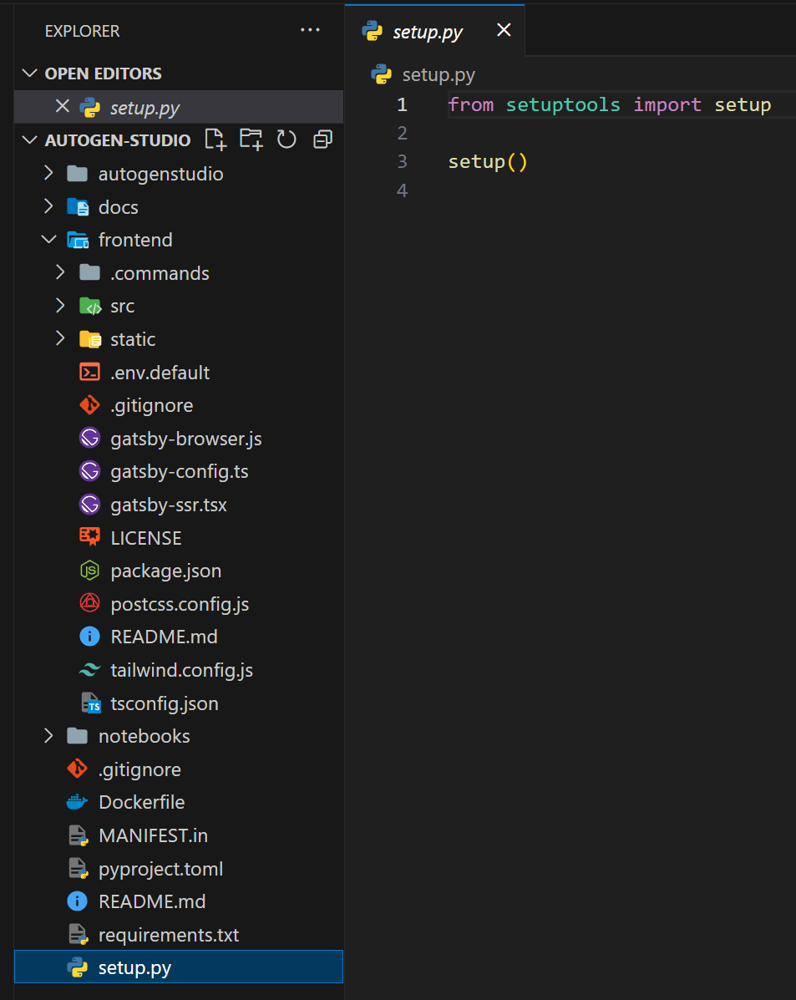 EXPLORER
OPEN EDITORS
setup.py
AUTOGEN-STUDIO
autogenstudio
docs
frontend
.commands
src
static
.env.default
.gitignore
gatsby-browser.js
gatsby-config.ts
gatsby-ssr.tsx
LICENSE
package.json
postcss.config.js
README.md
tailwind.config.js
tsconfig.json
notebooks
.gitignore
Dockerfile
MANIFEST.in
pyproject.toml
README.md
requirements.txt
setup.py
setup.py
setup.py
1 from setuptools import setup
2
3 setup()
4